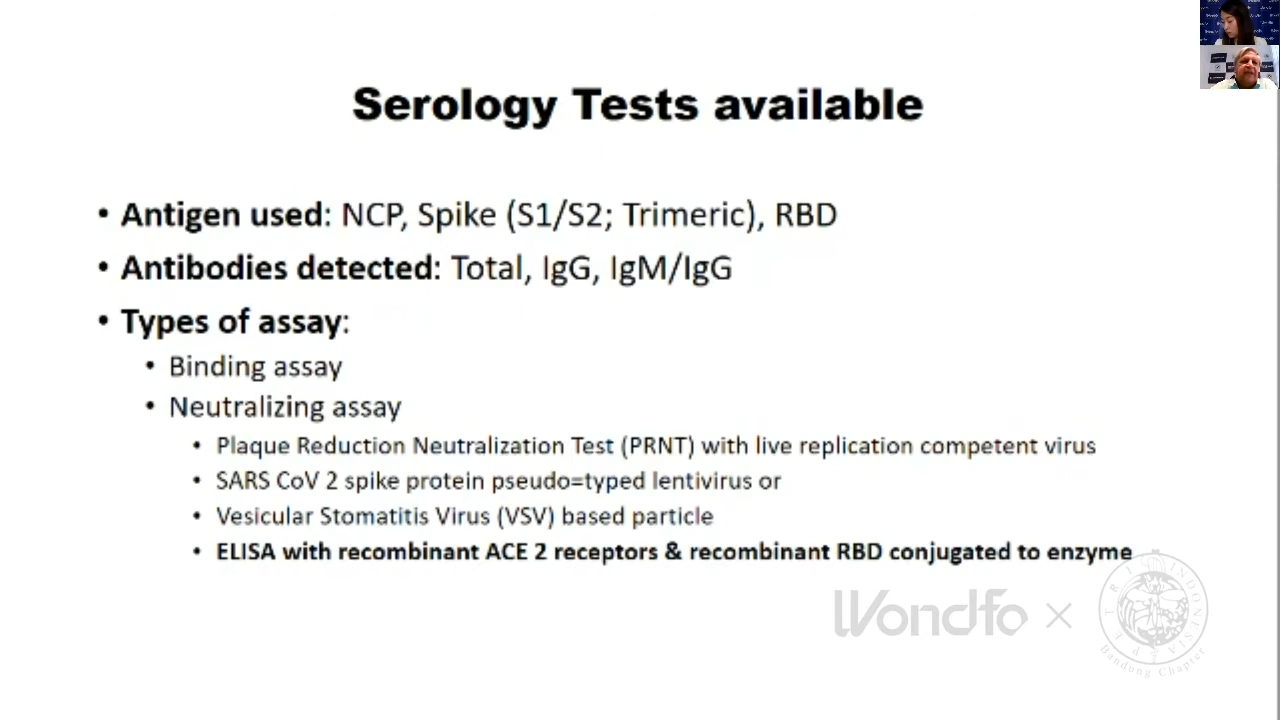 Serology Tests available
• Antigen used: NCP, Spike (S1/S2; Trimeric), RBD
• Antibodies detected: Total, IgG, IgM/IgG
• Types of assay:
• Binding assay
• Neutralizing assay
• Plaque Reduction Neutralization Test (PRNT) with live replication competent virus
• SARS CoV 2 spike protein pseudo=typed lentivirus or
• Vesicular Stomatitis Virus (VSV) based particle
• ELISA with recombinant ACE 2 receptors & recombinant RBD conjugated to enzyme
Wondfo ×
Bandung Chapter